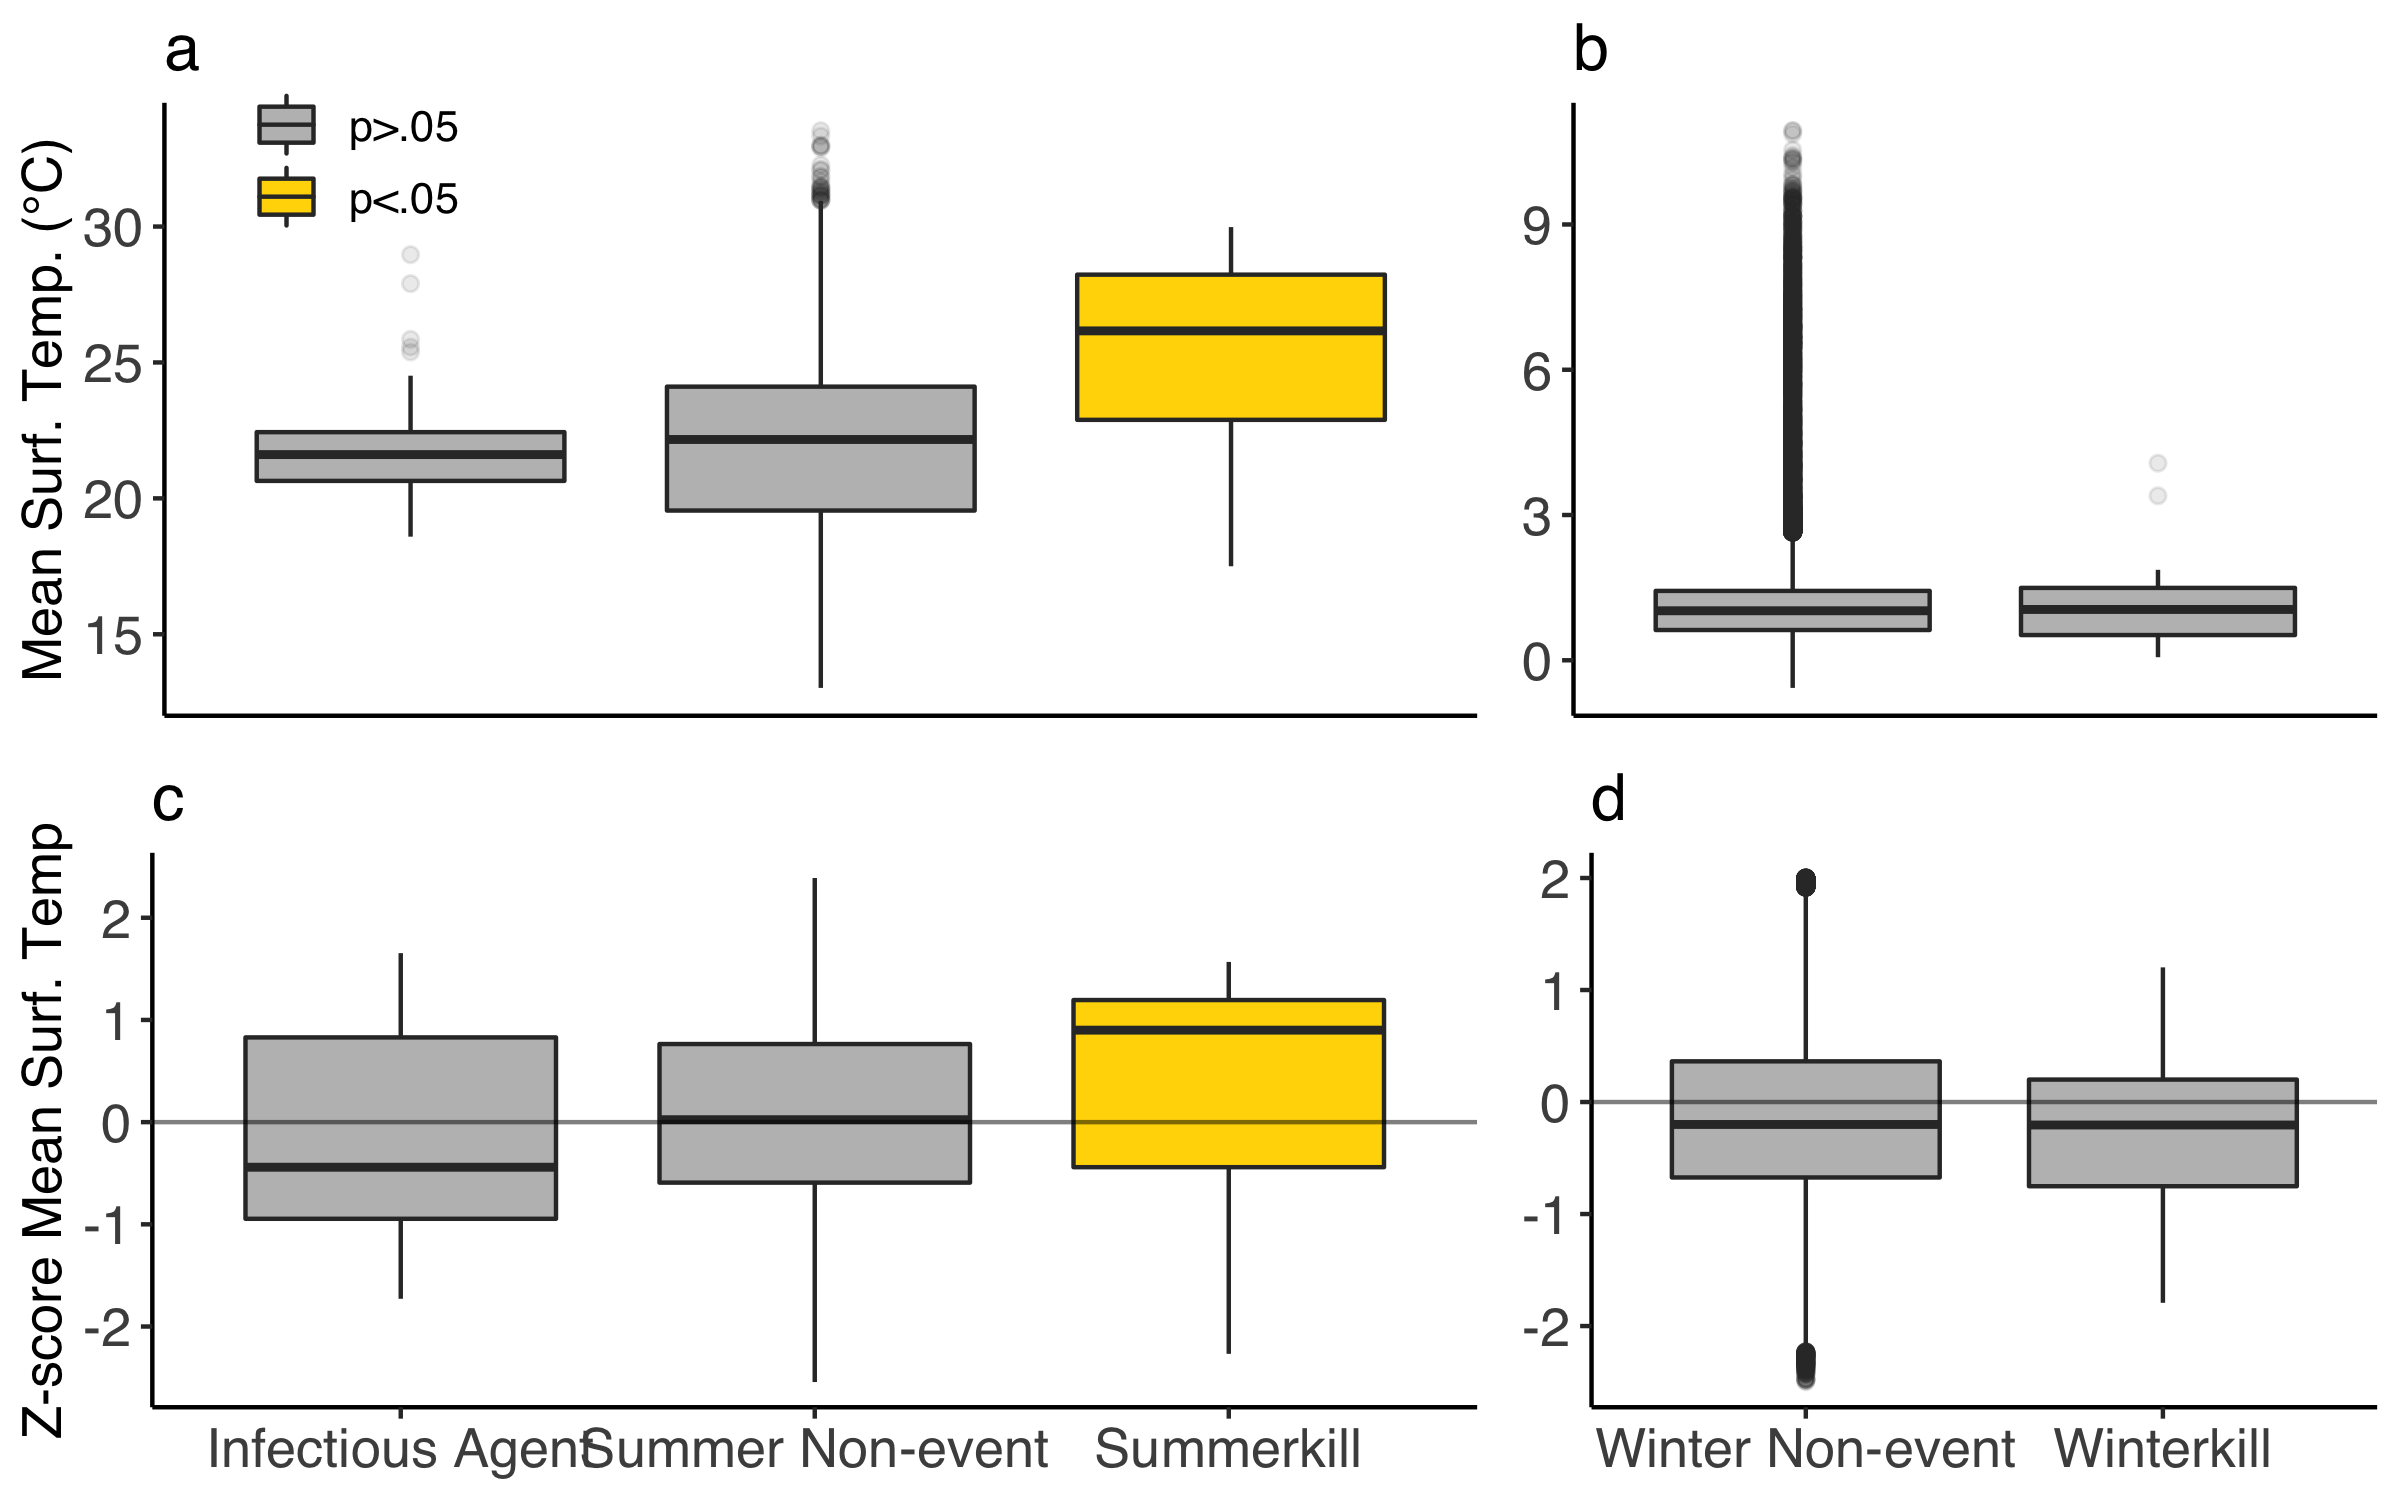 a
p>.05
p<.05
Mean Surf. Temp. (°C)
30
25
20
15
b
9
6
3
0
c
Z-score Mean Surf. Temp
2
1
0
-1
-2
Infectious Agent
Summer Non-event
Summerkill
d
2
1
0
-1
-2
Winter Non-event
Winterkill